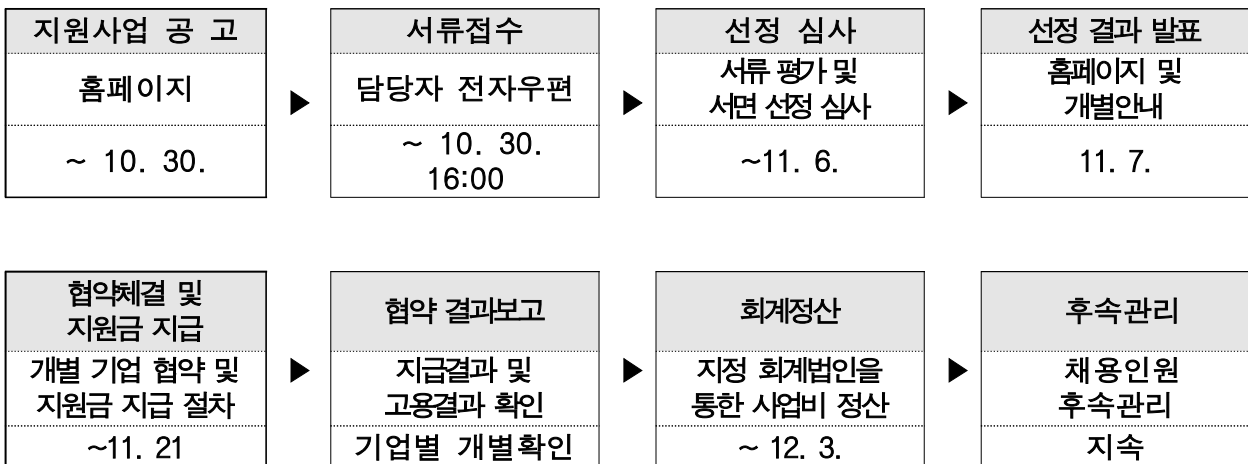 지원사업 공 고
홈페이지
~ 10. 30.
▶
서류접수
담당자 전자우편
~ 10. 30.
16:00
▶
선정 심사
서류 평가 및
서면 선정 심사
~11. 6.
▶
선정 결과 발표
홈페이지 및
개별안내
11. 7.
협약체결 및
지원금 지급
개별 기업 협약 및
지원금 지급 절차
~11. 21
▶
협약 결과보고
지급결과 및
고용결과 확인
기업별 개별확인
▶
회계정산
지정 회계법인을
통한 사업비 정산
~ 12. 3.
▶
후속관리
채용인원
후속관리
지속